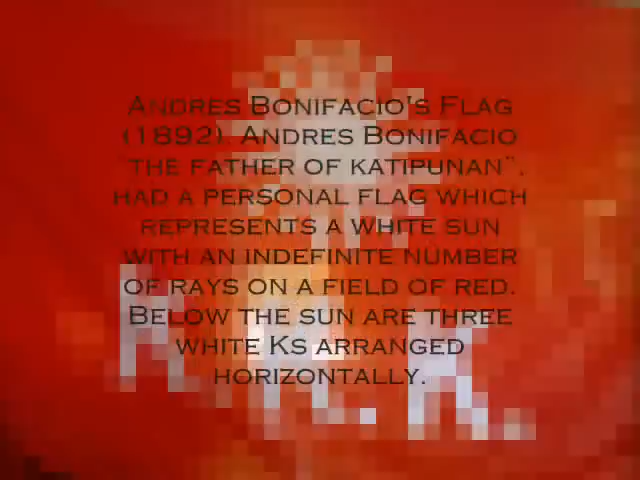 ANDRES BONIFACIO'S FLAG
(1892). ANDRES BONIFACIO
"THE FATHER OF KATIPUNAN",
HAD A PERSONAL FLAG WHICH
REPRESENTS A WHITE SUN
WITH AN INDEFINITE NUMBER
OF RAYS ON A FIELD OF RED.
BELOW THE SUN ARE THREE
WHITE KS ARRANGED
HORIZONTALLY.
K. K. K.